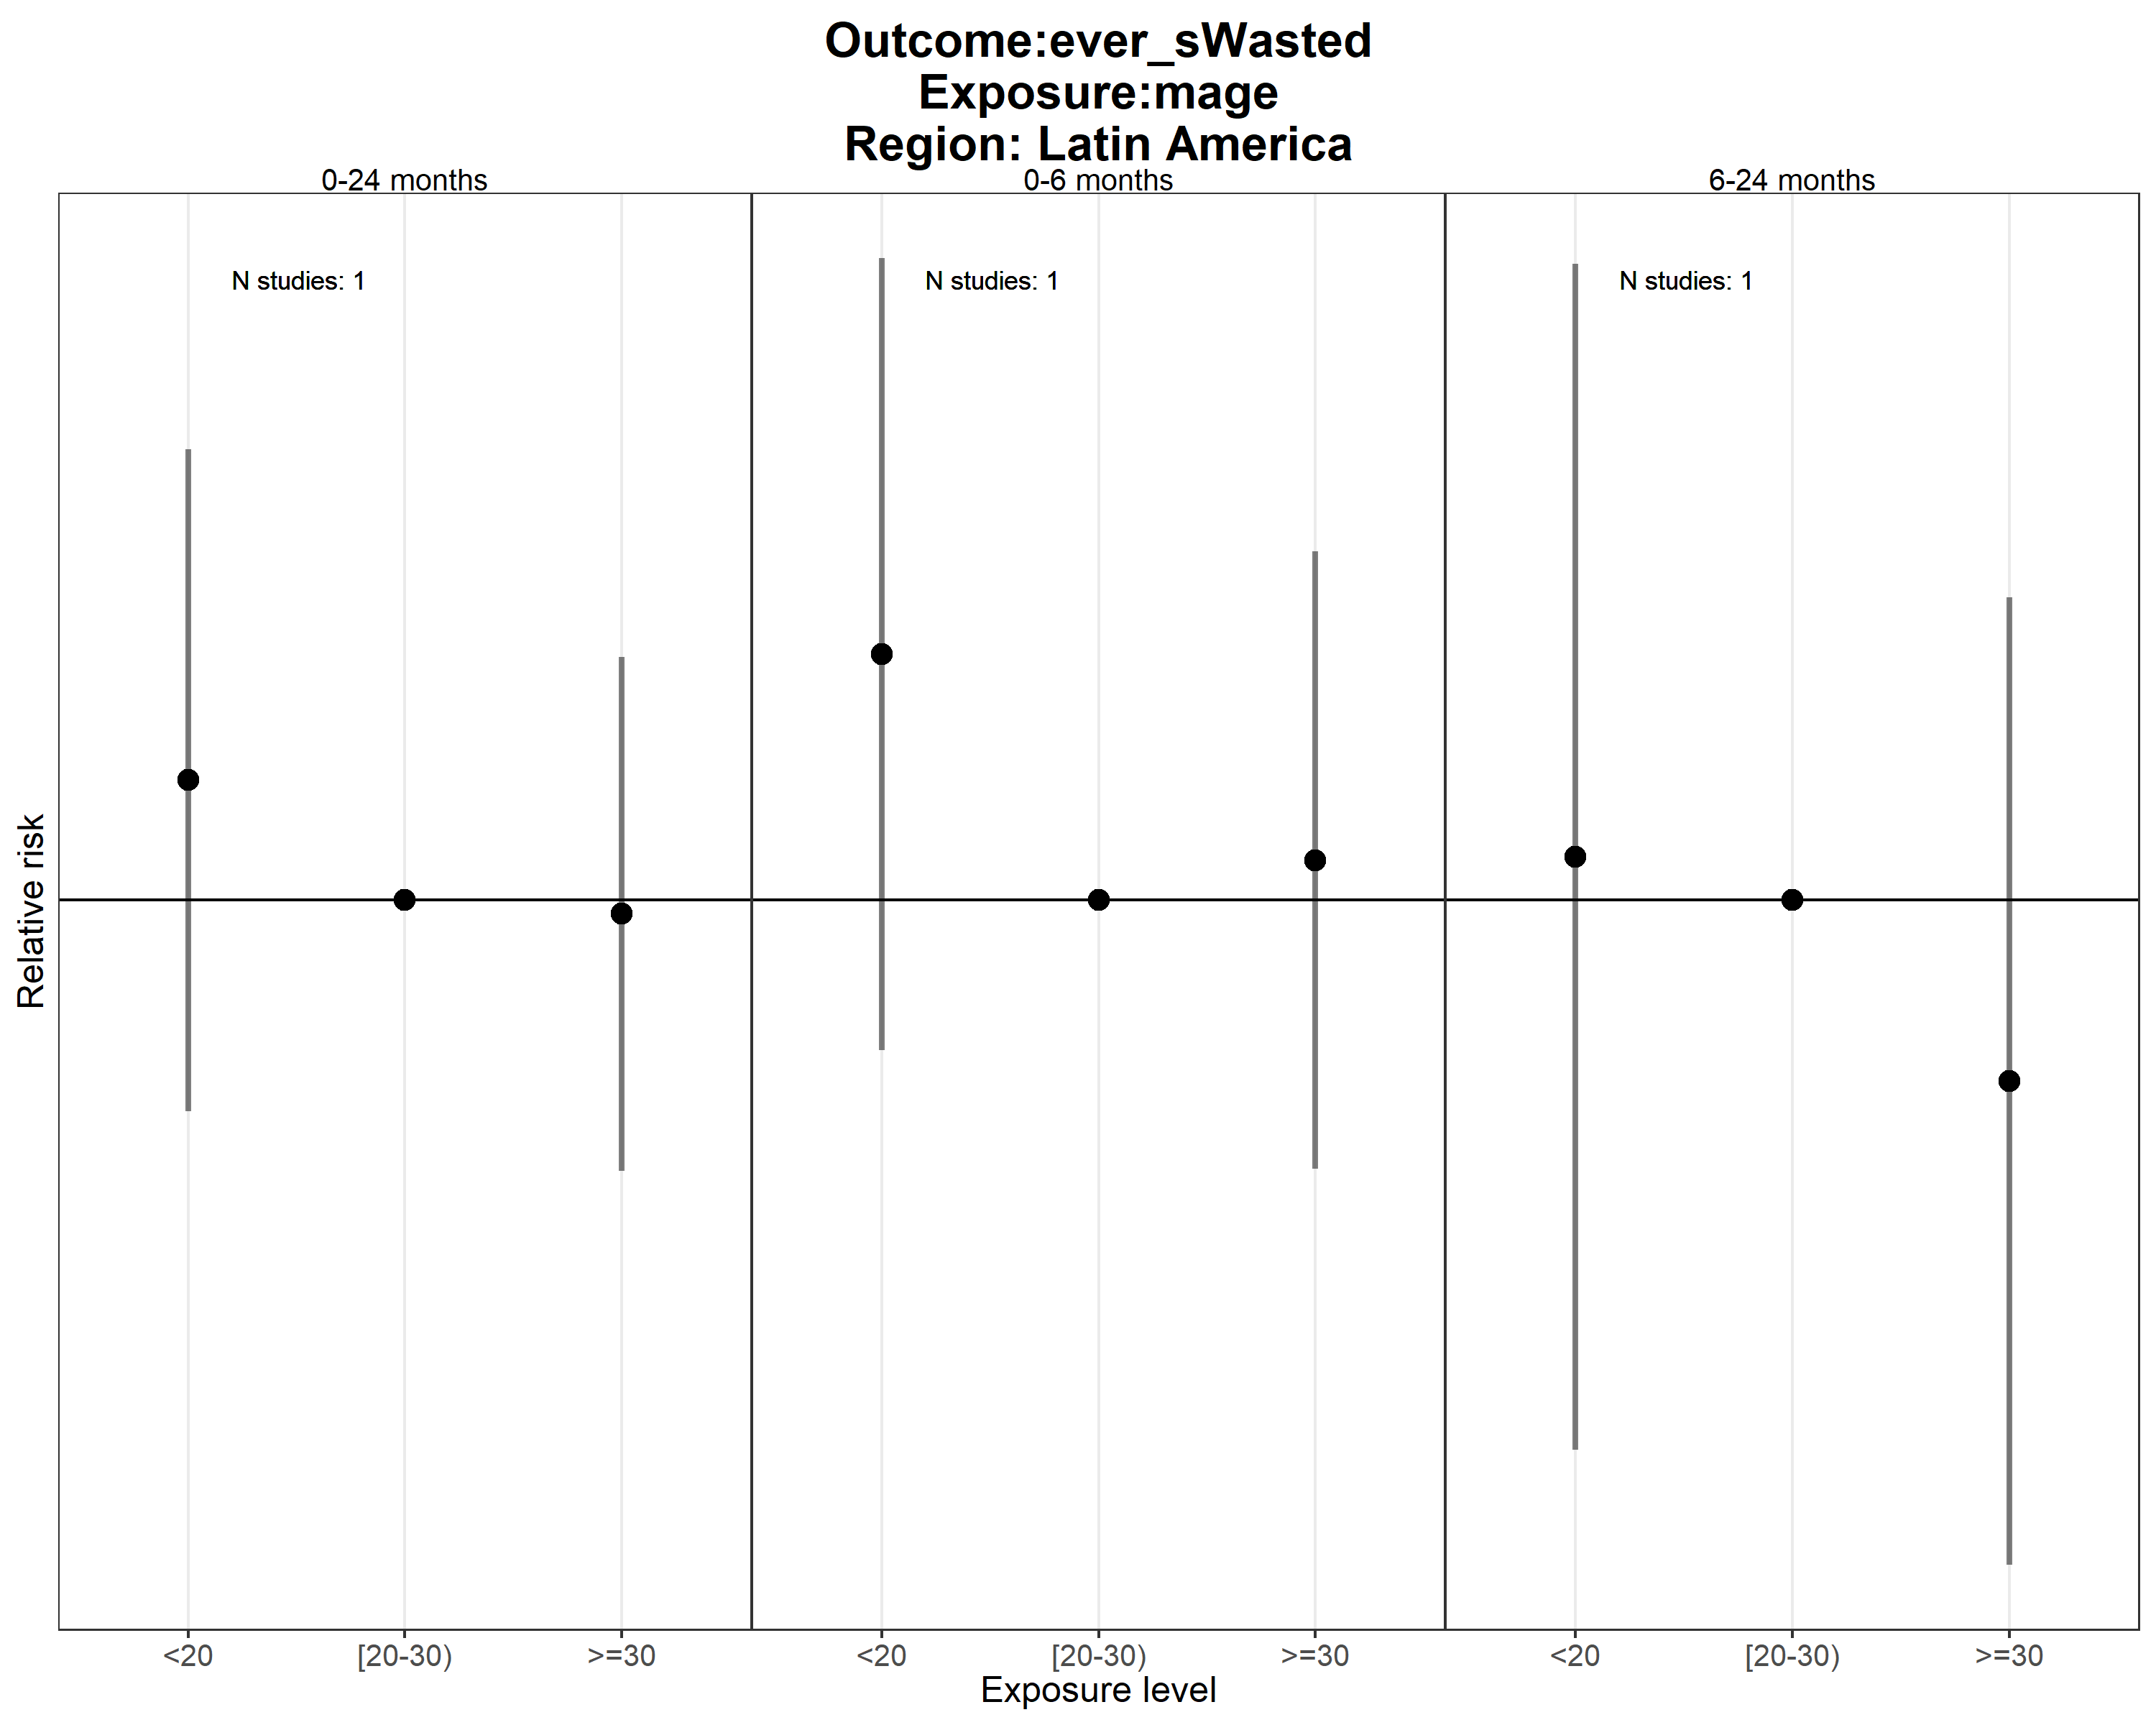 Outcome:ever_sWasted
Exposure:mage
Region: Latin America
0-24 months
0-6 months
6-24 months
N studies: 1
N studies: 1
N studies: 1
Relative risk
<20
[20-30)
>=30
<20
[20-30)
>=30
<20
[20-30)
>=30
Exposure level